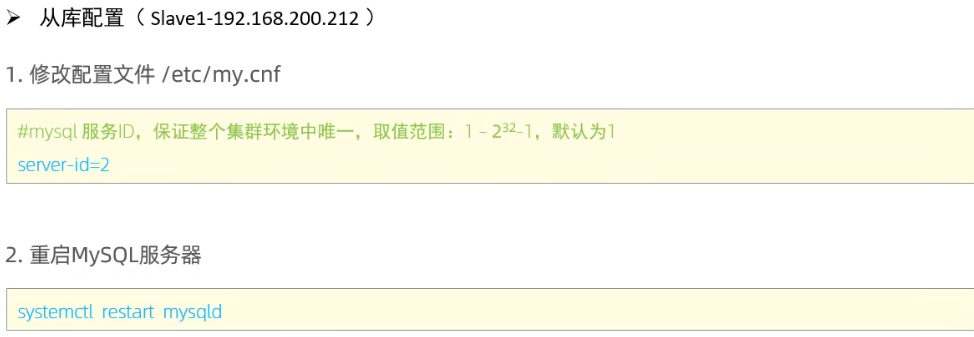 ➢ 从库配置（ Slave1-192.168.200.212 ）
1. 修改配置文件 /etc/my.cnf
#mysql 服务ID，保证整个集群环境中唯一，取值范围：1 – 2³²-1，默认为1
server-id=2
2. 重启MySQL服务器
systemctl restart mysqld